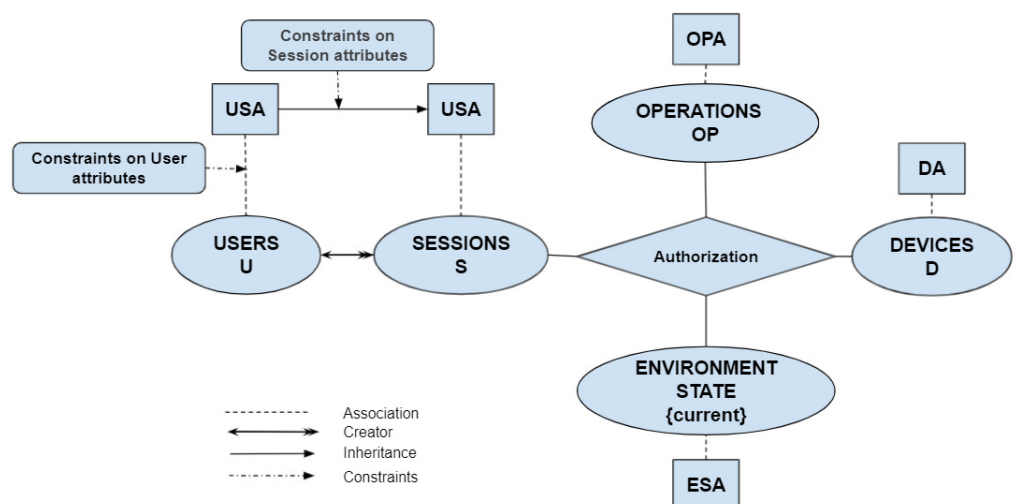 Constraints on
Session attributes
OPA
USA
USA
OPERATIONS
OP
Constraints on User
attributes
DA
USERS
U
SESSIONS
S
Authorization
DEVICES
D
ENVIRONMENT
STATE
{current}
Association
Creator
Inheritance
Constraints
ESA